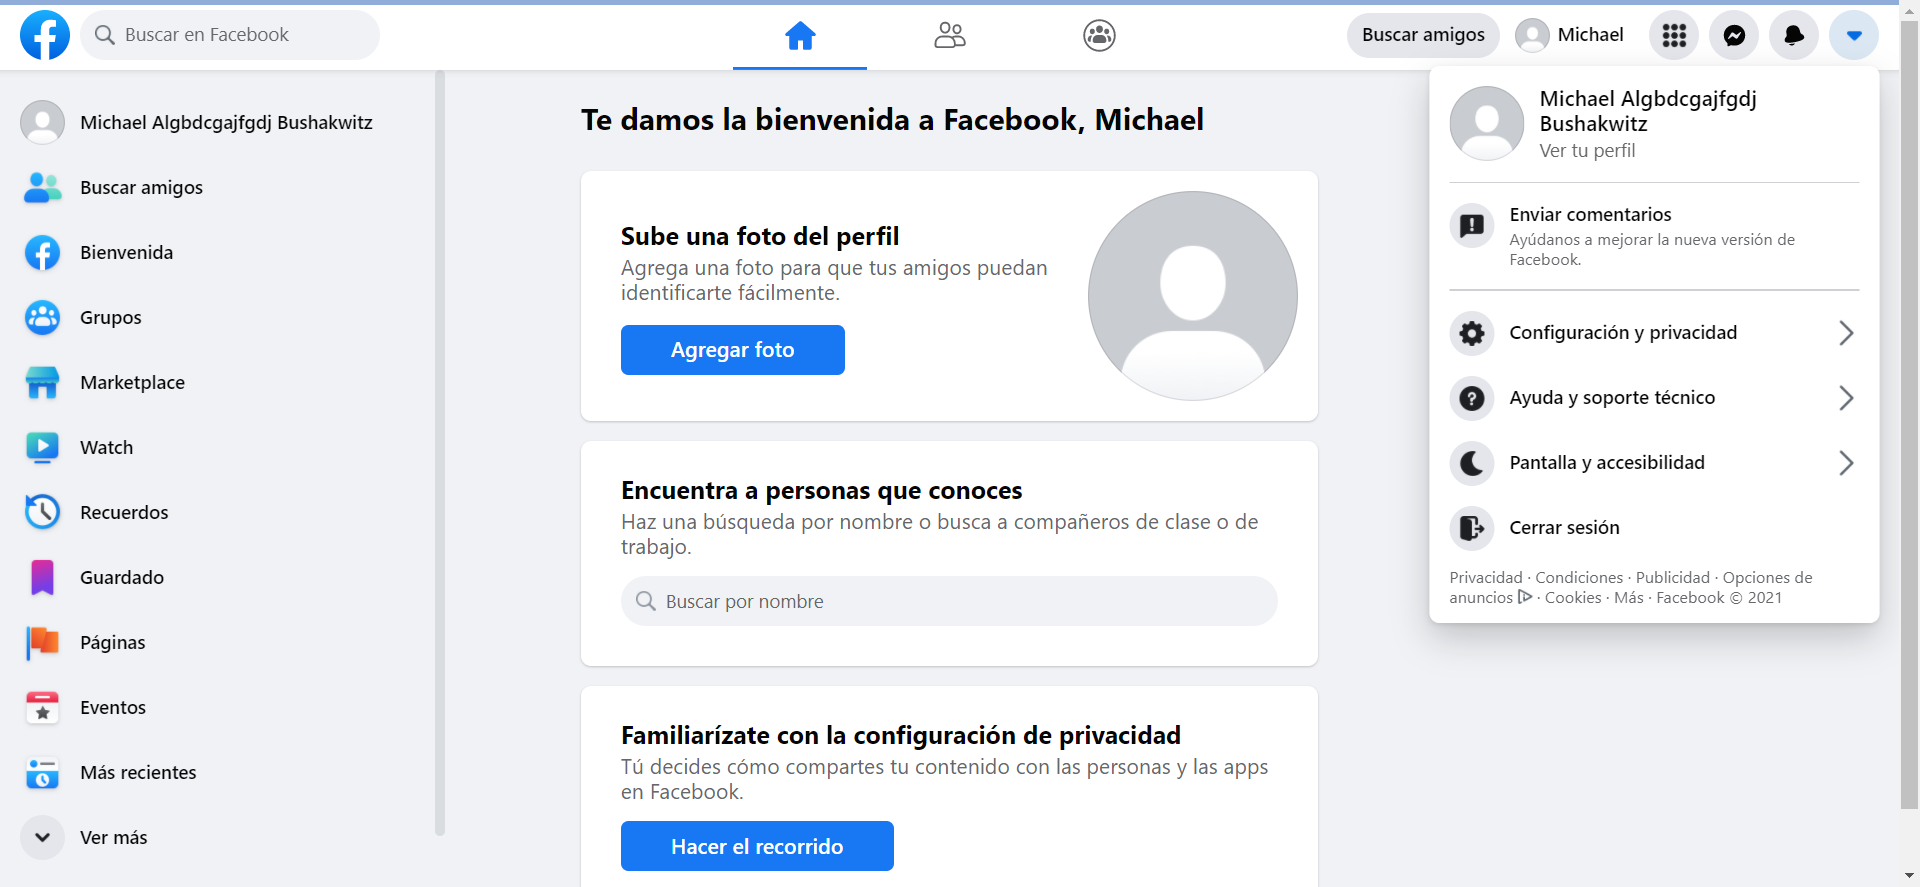 Buscar en Facebook
Buscar amigos
Michael
Michael Algbdcgajfgdj Bushakwitz
Buscar amigos
Bienvenida
Grupos
Marketplace
Watch
Recuerdos
Guardado
Páginas
Eventos
Más recientes
Ver más
Te damos la bienvenida a Facebook, Michael
Sube una foto del perfil
Agrega una foto para que tus amigos puedan
identificarte fácilmente.
Agregar foto
Encuentra a personas que conoces
Haz una búsqueda por nombre o busca a compañeros de clase o de
trabajo.
Buscar por nombre
Familiarízate con la configuración de privacidad
Tú decides cómo compartes tu contenido con las personas y las apps
en Facebook.
Hacer el recorrido
Michael Algbdcgajfgdj
Bushakwitz
Ver tu perfil
Enviar comentarios
Ayúdanos a mejorar la nueva versión de
Facebook.
Configuración y privacidad
Ayuda y soporte técnico
Pantalla y accesibilidad
Cerrar sesión
Privacidad · Condiciones · Publicidad · Opciones de
anuncios · Cookies · Más · Facebook © 2021